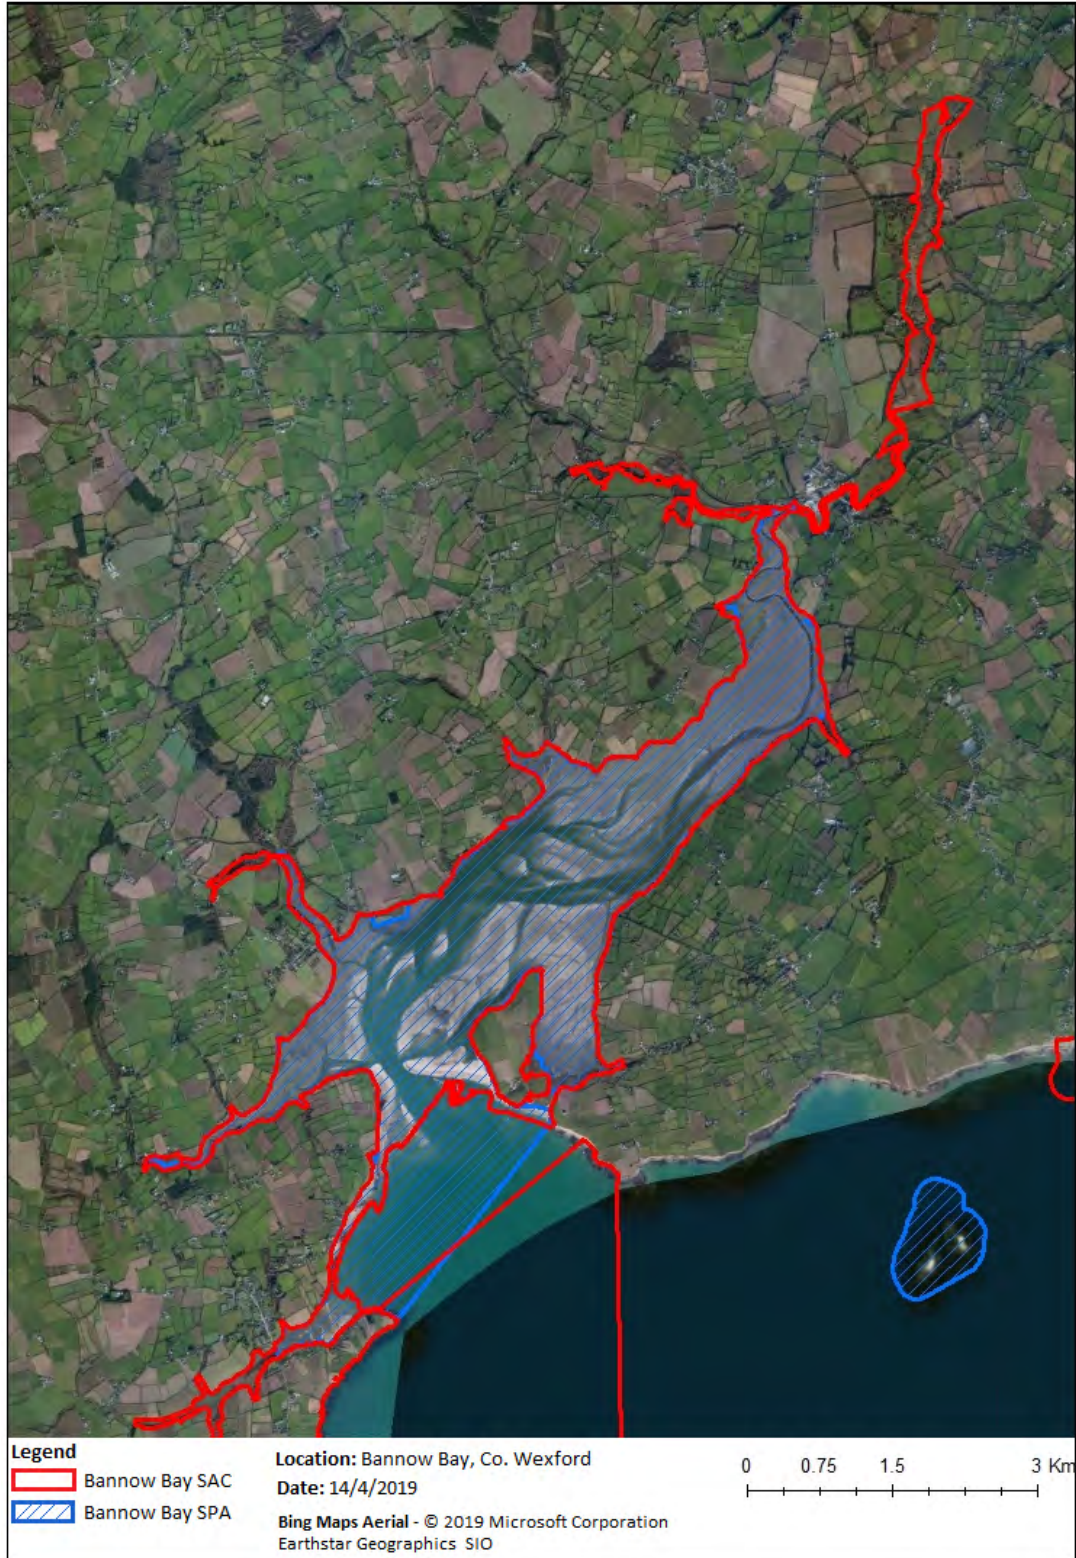 Legend
Bannow Bay SAC
Bannow Bay SPA
Location: Bannow Bay, Co. Wexford
Date: 14/4/2019
Bing Maps Aerial - © 2019 Microsoft Corporation
Earthstar Geographics SIO
0 0.75 1.5 3 Km